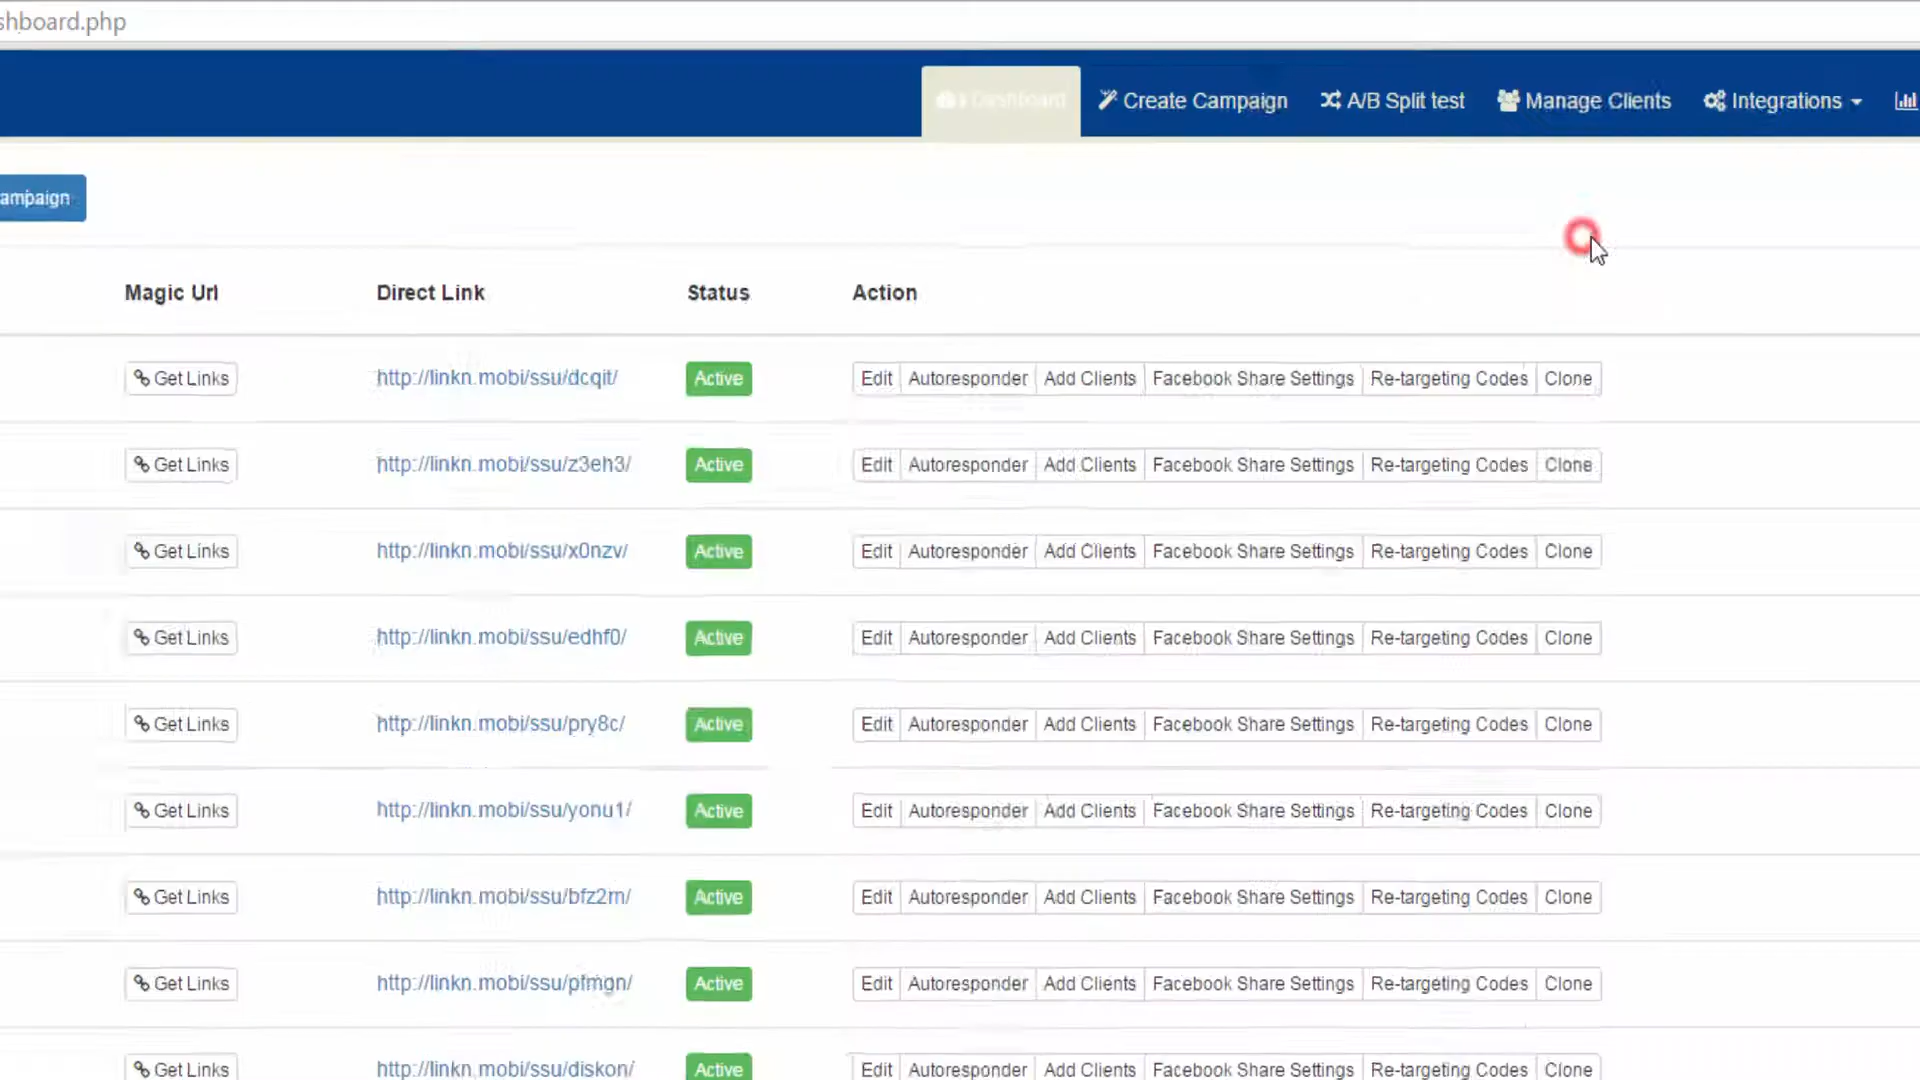 shboard.php
Dashboard Create Campaign A/B Split test Manage Clients Integrations
ampaign
Magic Url Direct Link Status Action
Get Links http://linkn.mobi/ssu/dcqit/ Active Edit Autoresponder Add Clients Facebook Share Settings Re-targeting Codes Clone
Get Links http://linkn.mobi/ssu/z3eh3/ Active Edit Autoresponder Add Clients Facebook Share Settings Re-targeting Codes Clone
Get Links http://linkn.mobi/ssu/x0nzv/ Active Edit Autoresponder Add Clients Facebook Share Settings Re-targeting Codes Clone
Get Links http://linkn.mobi/ssu/edhf0/ Active Edit Autoresponder Add Clients Facebook Share Settings Re-targeting Codes Clone
Get Links http://linkn.mobi/ssu/pry8c/ Active Edit Autoresponder Add Clients Facebook Share Settings Re-targeting Codes Clone
Get Links http://linkn.mobi/ssu/yonu1/ Active Edit Autoresponder Add Clients Facebook Share Settings Re-targeting Codes Clone
Get Links http://linkn.mobi/ssu/bfz2m/ Active Edit Autoresponder Add Clients Facebook Share Settings Re-targeting Codes Clone
Get Links http://linkn.mobi/ssu/pfmgn/ Active Edit Autoresponder Add Clients Facebook Share Settings Re-targeting Codes Clone
Get Links http://linkn.mobi/ssu/diskon/ Active Edit Autoresponder Add Clients Facebook Share Settings Re-targeting Codes Clone